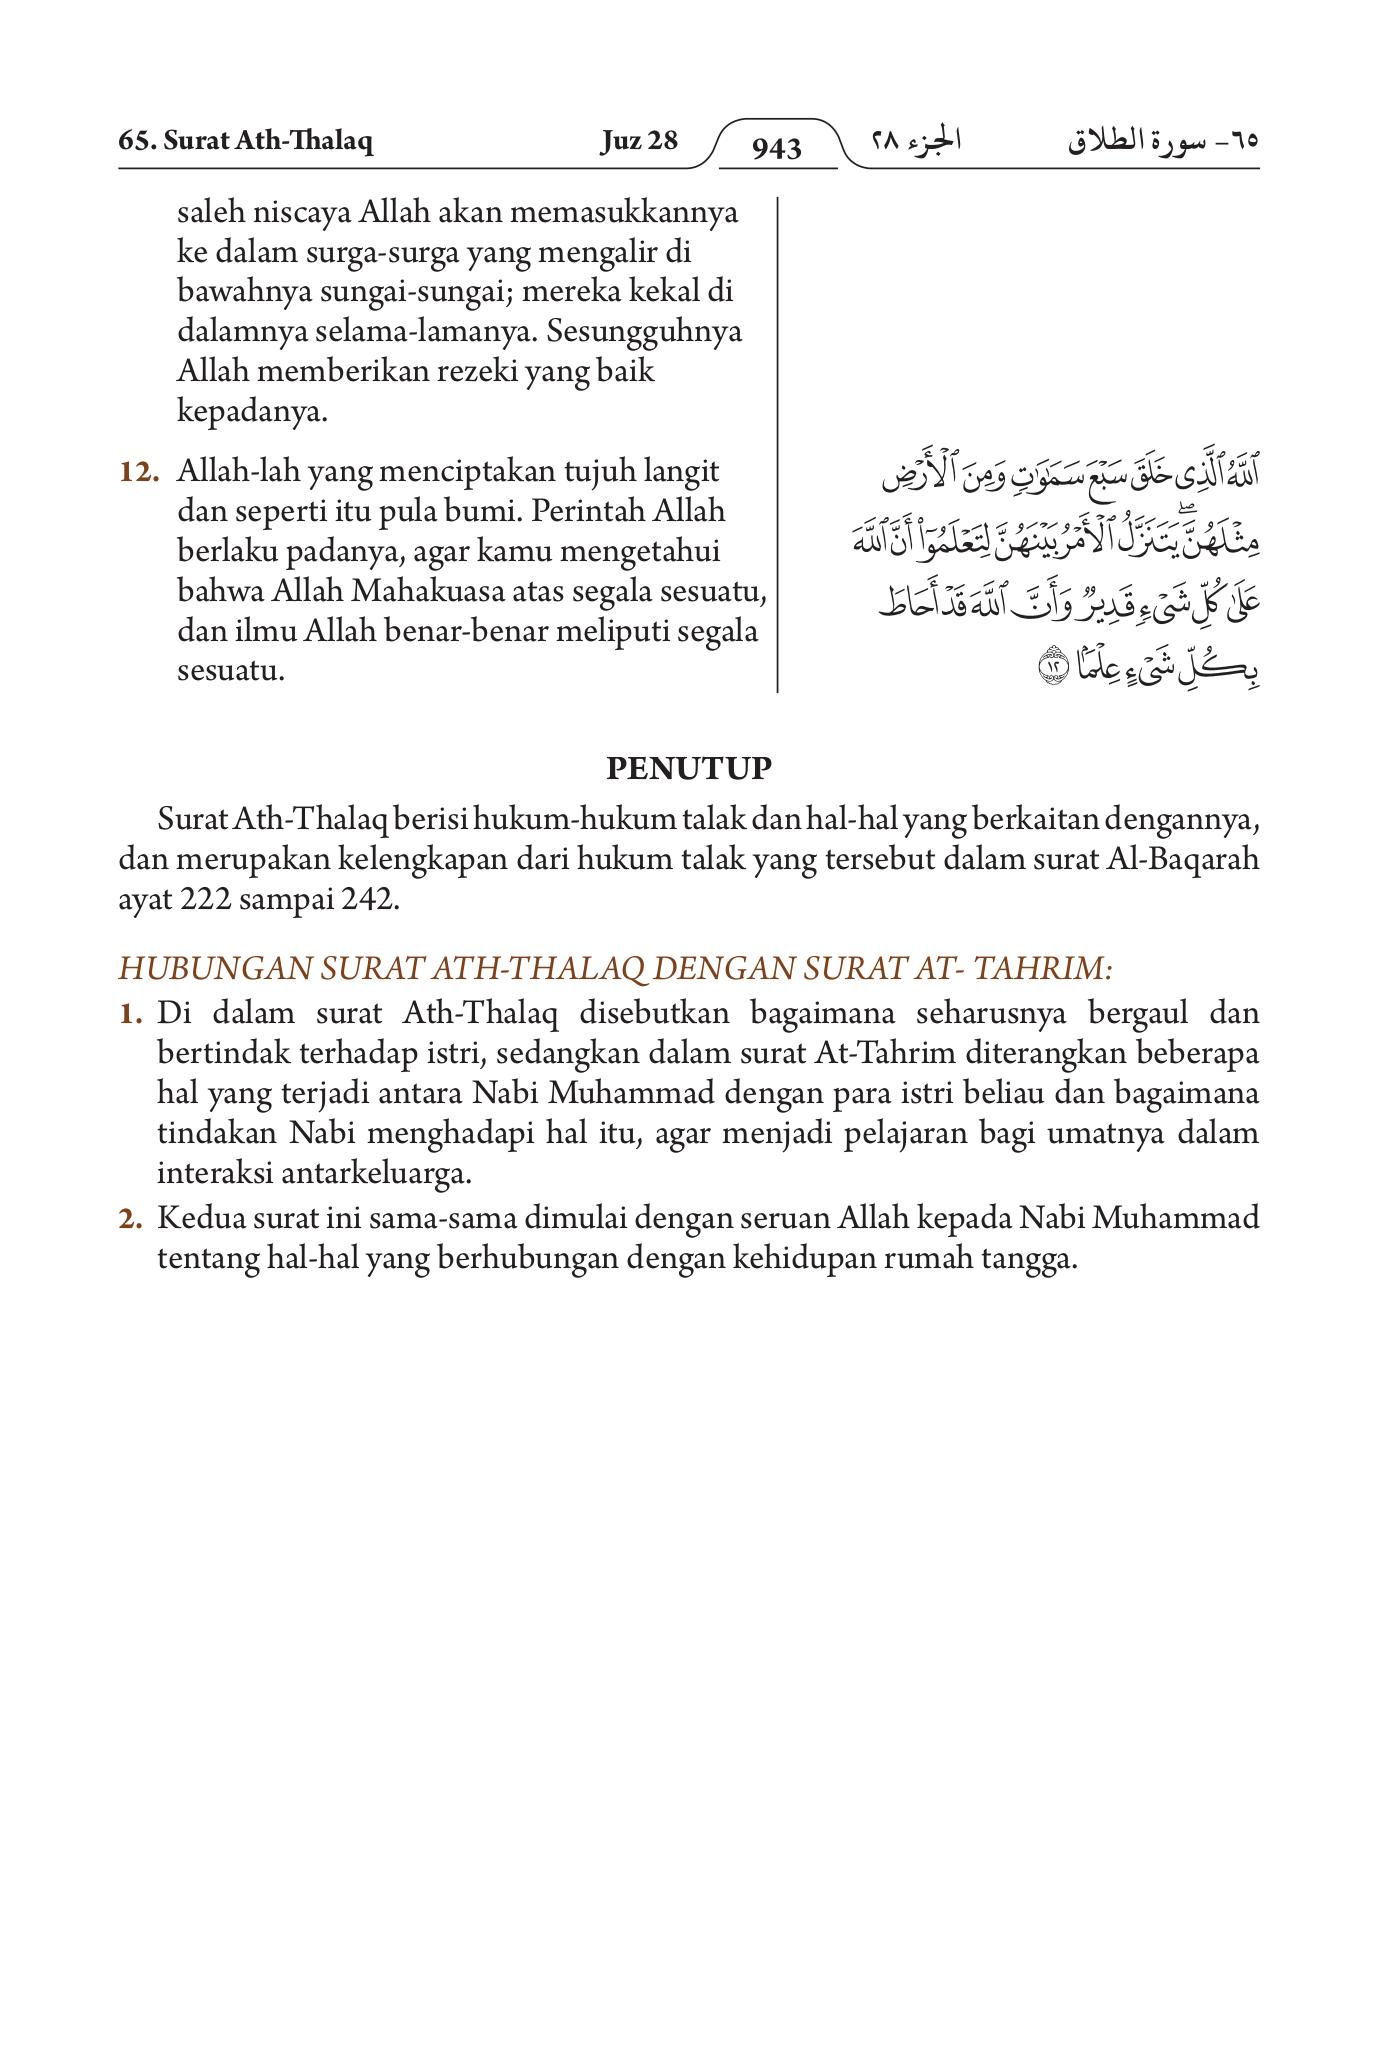 65. Surat Ath-Thalaq
Juz 28
943
الجزء ٢٨
٦٥- سورة الطلاق
saleh niscaya Allah akan memasukkannya
ke dalam surga-surga yang mengalir di
bawahnya sungai-sungai; mereka kekal di
dalamnya selama-lamanya. Sesungguhnya
Allah memberikan rezeki yang baik
kepadanya.
12. Allah-lah yang menciptakan tujuh langit
dan seperti itu pula bumi. Perintah Allah
berlaku padanya, agar kamu mengetahui
bahwa Allah Mahakuasa atas segala sesuatu,
dan ilmu Allah benar-benar meliputi segala
sesuatu.
ٱللَّهُ ٱلَّذِى خَلَقَ سَبْعَ سَمَـٰوَٰتٍ وَمِنَ ٱلْأَرْضِ
مِثْلَهُنَّ ۖ يَتَنَزَّلُ ٱلْأَمْرُ بَيْنَهُنَّ لِتَعْلَمُوٓا۟ أَنَّ ٱللَّهَ
عَلَىٰ كُلِّ شَىْءٍ قَدِيرٌ وَأَنَّ ٱللَّهَ قَدْ أَحَاطَ
بِكُلِّ شَىْءٍ عِلْمًۢا ١٢
PENUTUP
Surat Ath-Thalaq berisi hukum-hukum talak dan hal-hal yang berkaitan dengannya,
dan merupakan kelengkapan dari hukum talak yang tersebut dalam surat Al-Baqarah
ayat 222 sampai 242.
HUBUNGAN SURAT ATH-THALAQ DENGAN SURAT AT- TAHRIM:
1. Di dalam surat Ath-Thalaq disebutkan bagaimana seharusnya bergaul dan
bertindak terhadap istri, sedangkan dalam surat At-Tahrim diterangkan beberapa
hal yang terjadi antara Nabi Muhammad dengan para istri beliau dan bagaimana
tindakan Nabi menghadapi hal itu, agar menjadi pelajaran bagi umatnya dalam
interaksi antarkeluarga.
2. Kedua surat ini sama-sama dimulai dengan seruan Allah kepada Nabi Muhammad
tentang hal-hal yang berhubungan dengan kehidupan rumah tangga.